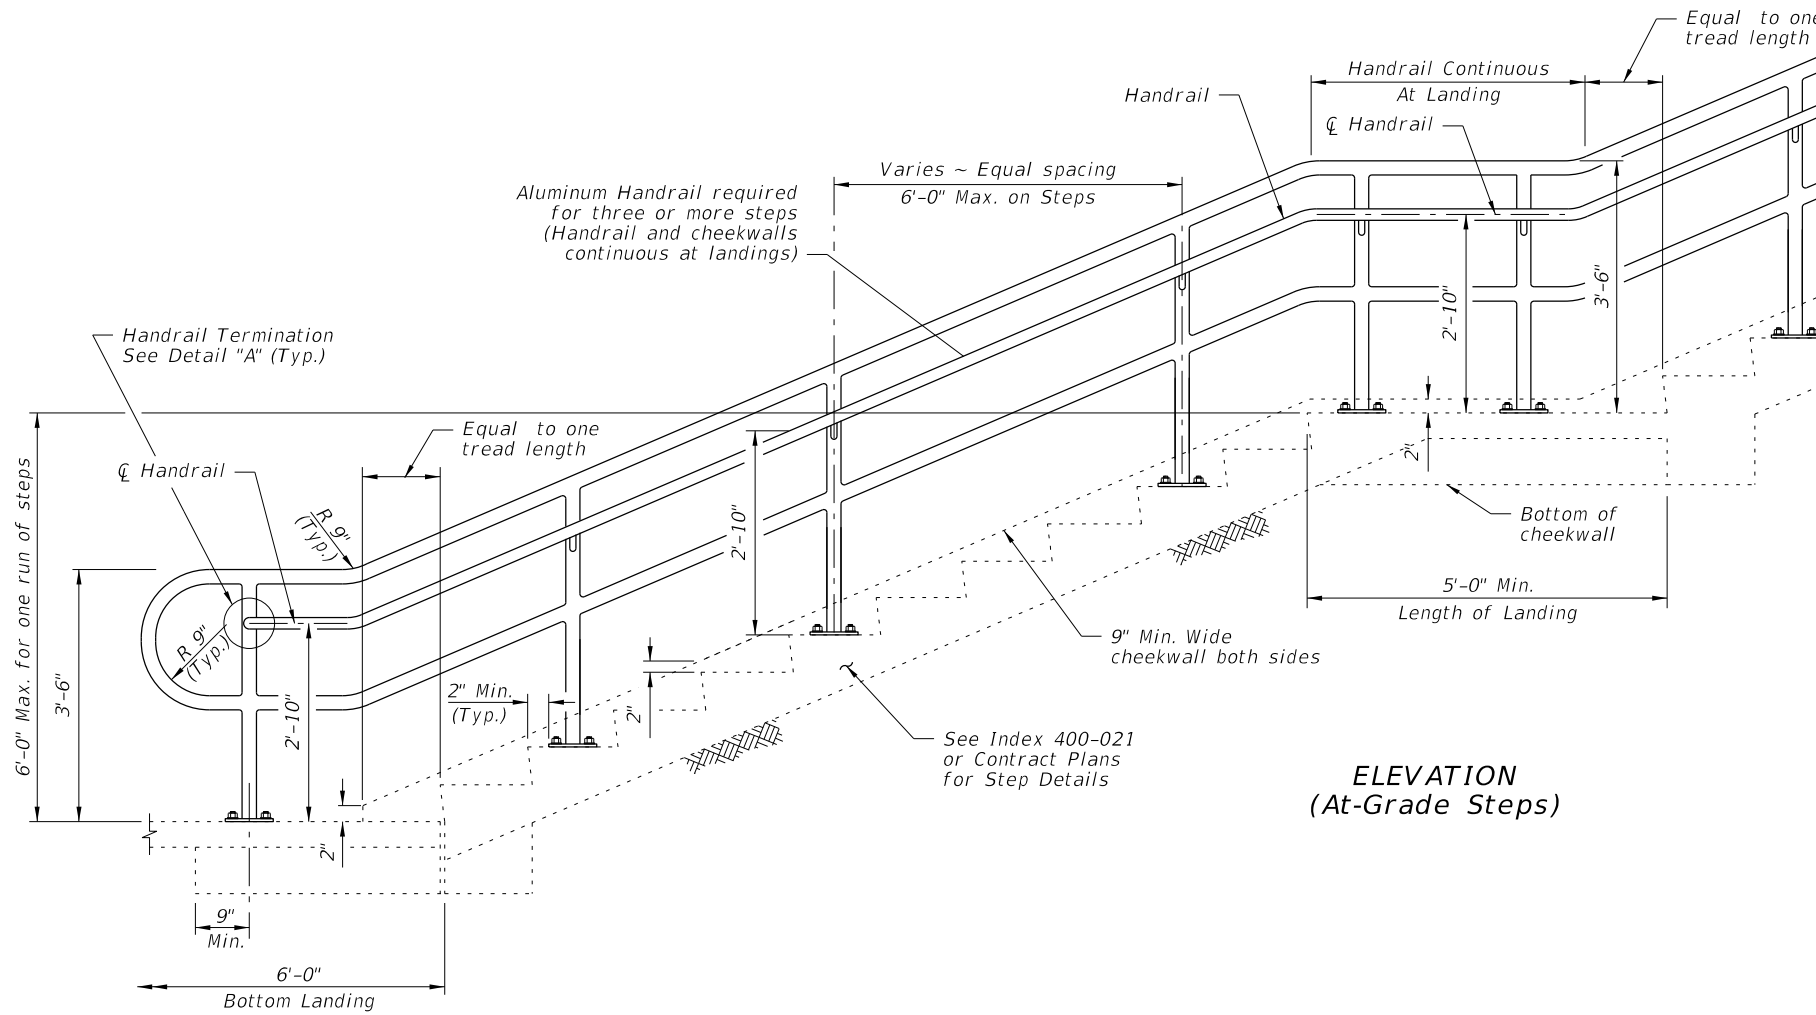 Equal to one
tread length
Handrail Continuous
At Landing
Handrail
℄ Handrail
Varies ~ Equal spacing
6'-0" Max. on Steps
Aluminum Handrail required
for three or more steps
(Handrail and cheekwalls
continuous at landings)
Handrail Termination
See Detail "A" (Typ.)
Equal to one
tread length
℄ Handrail
R 9"
(Typ.)
R 9"
(Typ.)
6'-0" Max. for one run of steps
3'-6"
2'-10"
2'-10"
2'-10"
3'-6"
2"
2" Min.
(Typ.)
2"
2"
Bottom of
cheekwall
5'-0" Min.
Length of Landing
9" Min. Wide
cheekwall both sides
See Index 400-021
or Contract Plans
for Step Details
ELEVATION
(At-Grade Steps)
9"
Min.
6'-0"
Bottom Landing